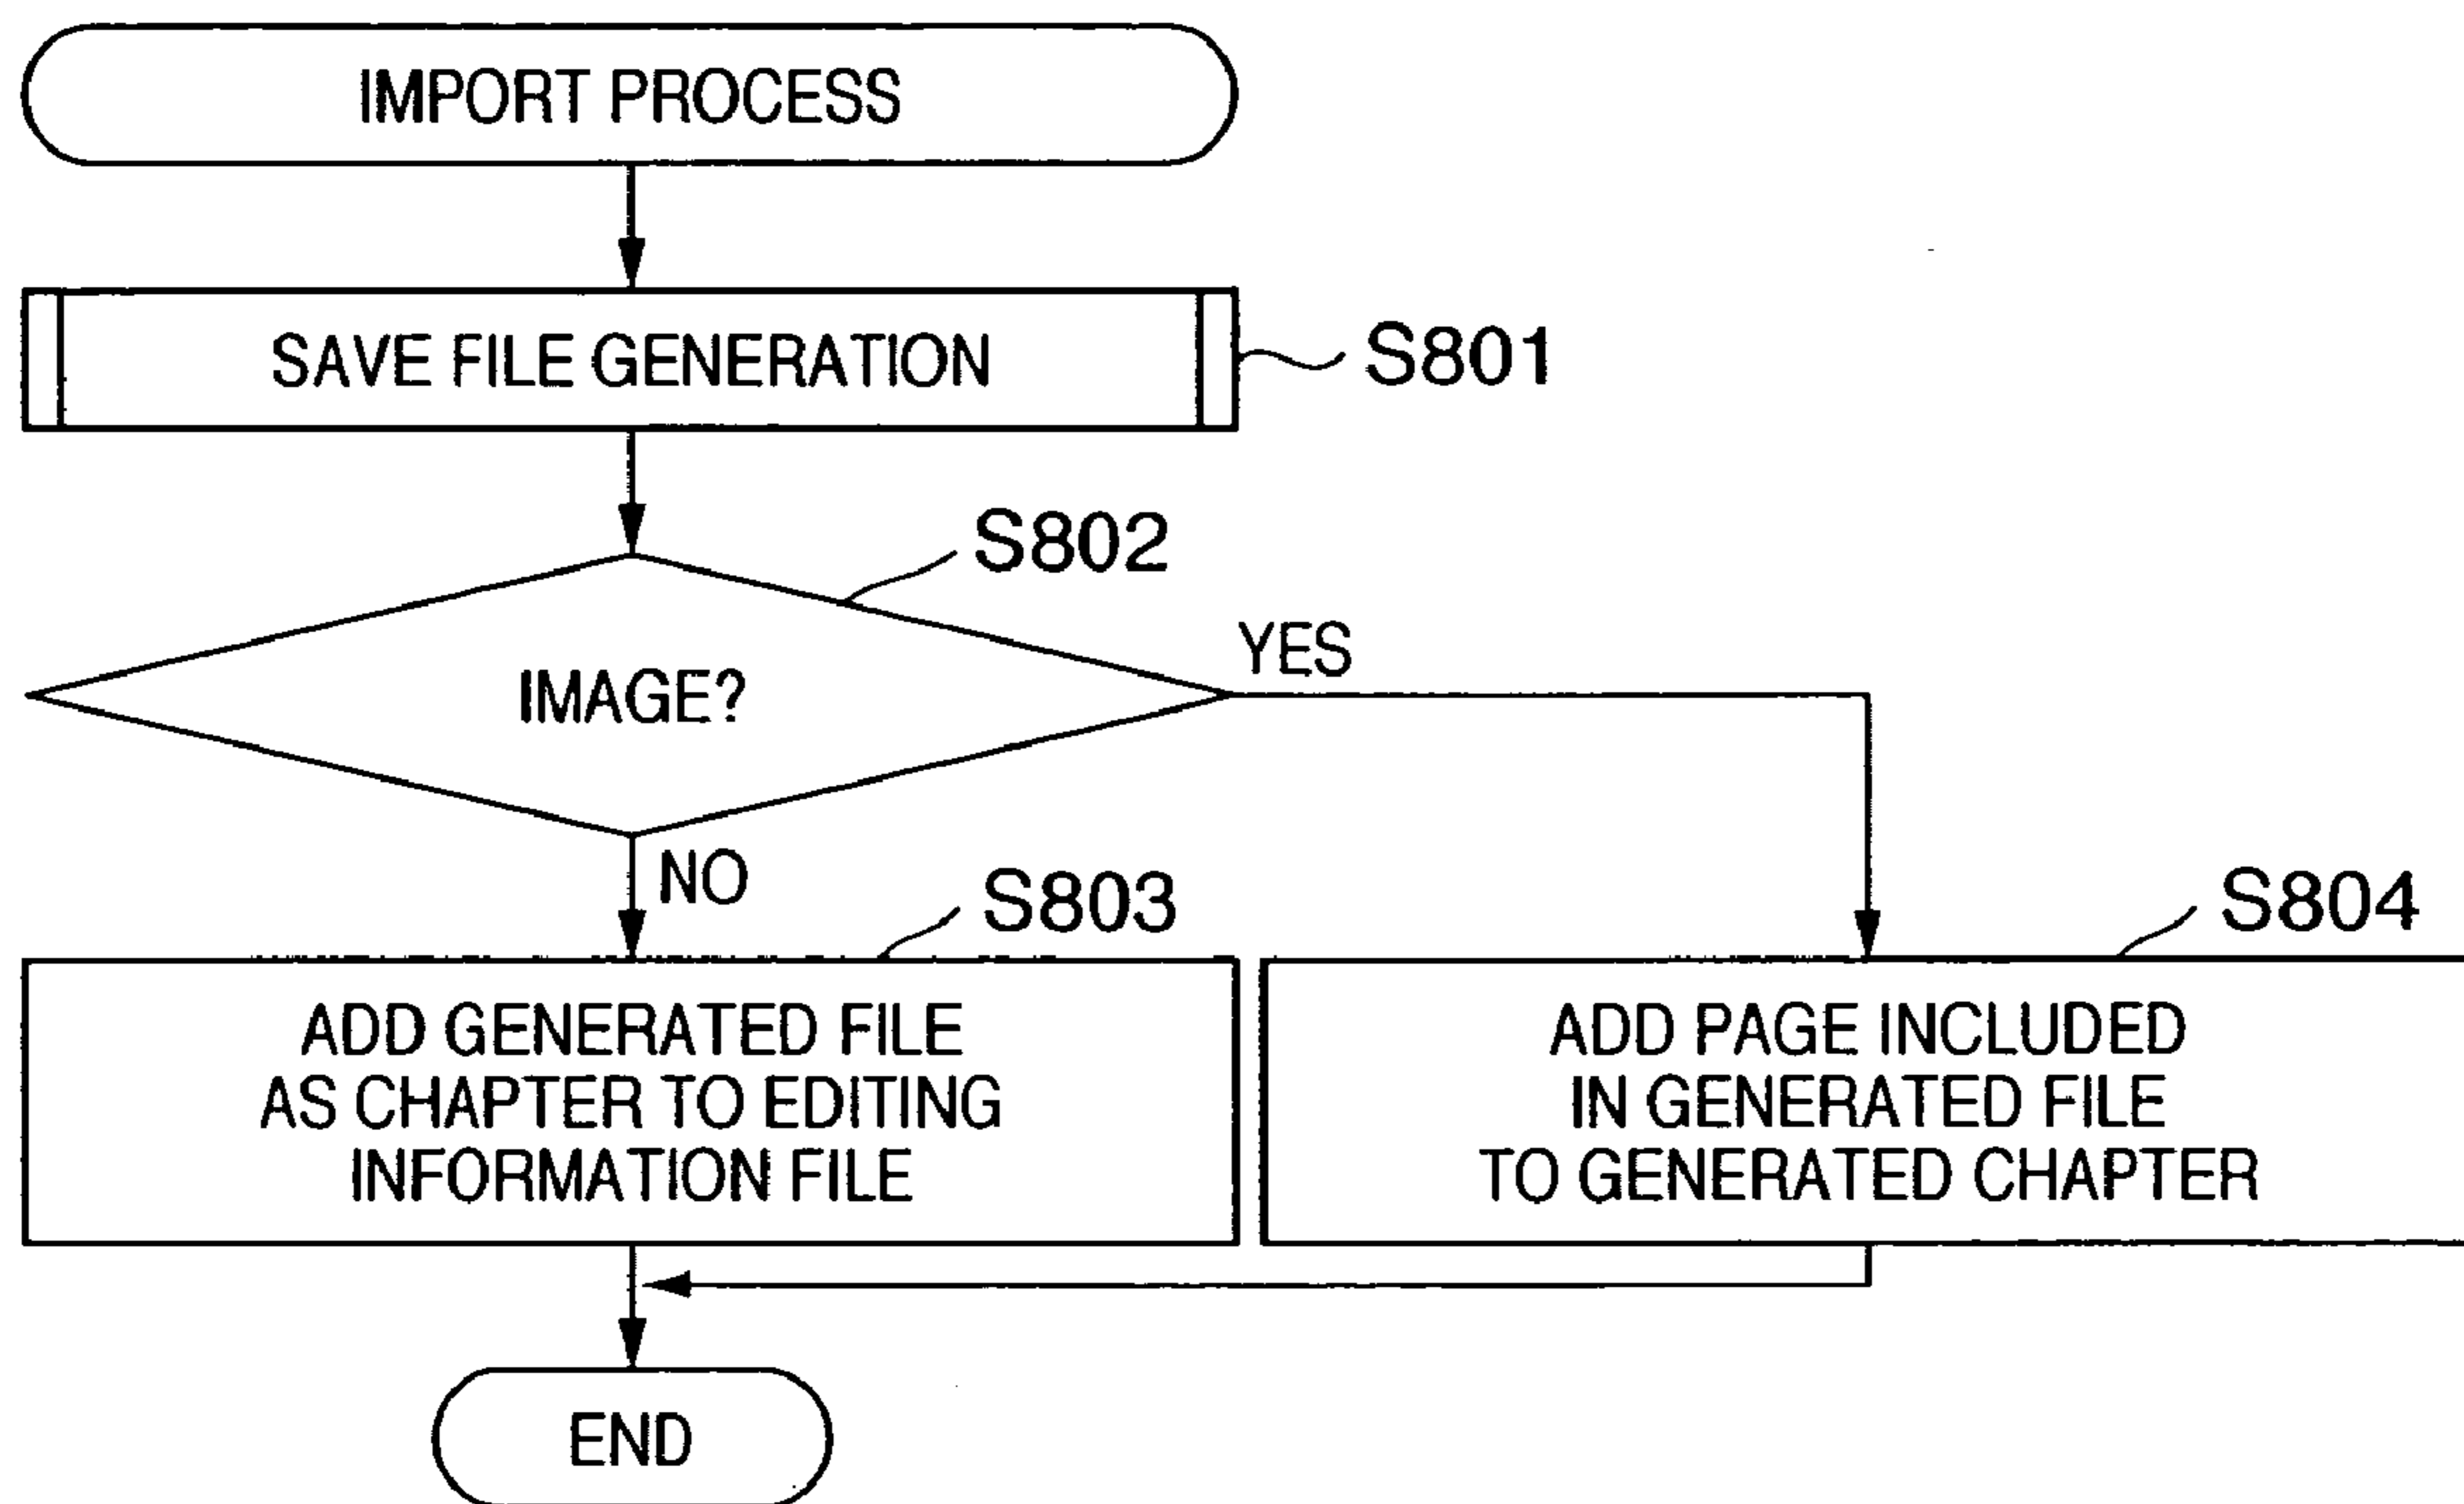 IMPORT PROCESS
SAVE FILE GENERATION
S801
S802
IMAGE?
YES
NO
S803
S804
ADD GENERATED FILE
AS CHAPTER TO EDITING
INFORMATION FILE
ADD PAGE INCLUDED
IN GENERATED FILE
TO GENERATED CHAPTER
END